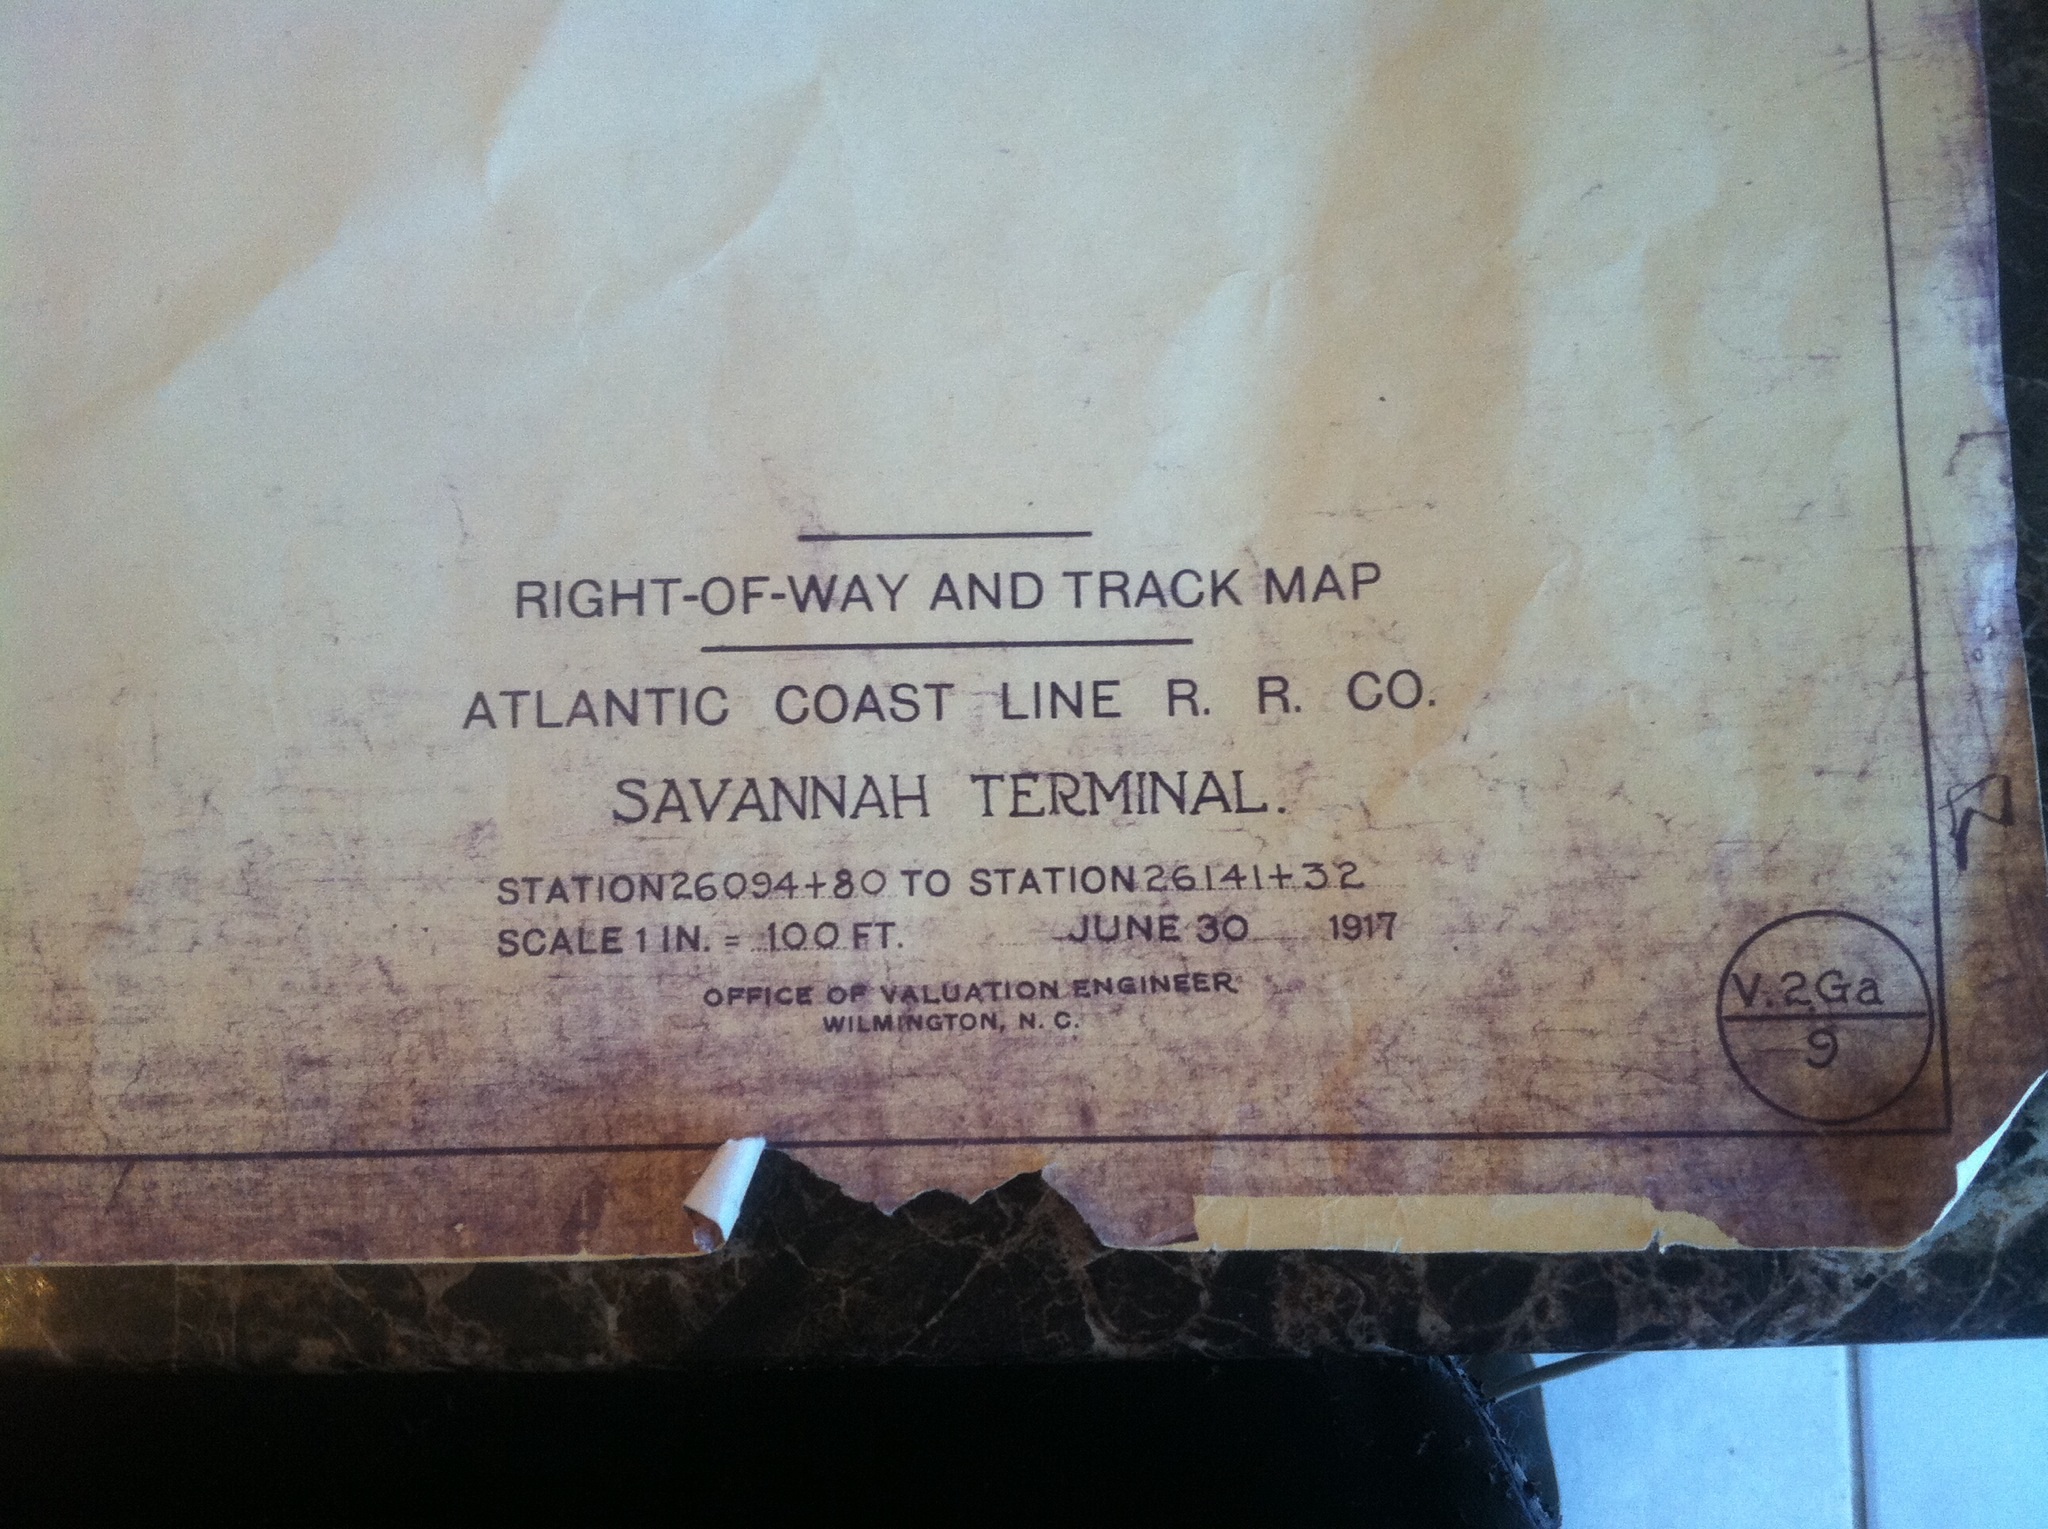 RIGHT-OF-WAY AND TRACK MAP
ATLANTIC COAST LINE R. R. CO.
SAVANNAH TERMINAL.
STATION 26094+80 TO STATION 26141+32
SCALE 1 IN. = 100 FT. JUNE 30 1917
OFFICE OF VALUATION ENGINEER
WILMINGTON, N. C.
V.2Ga
9